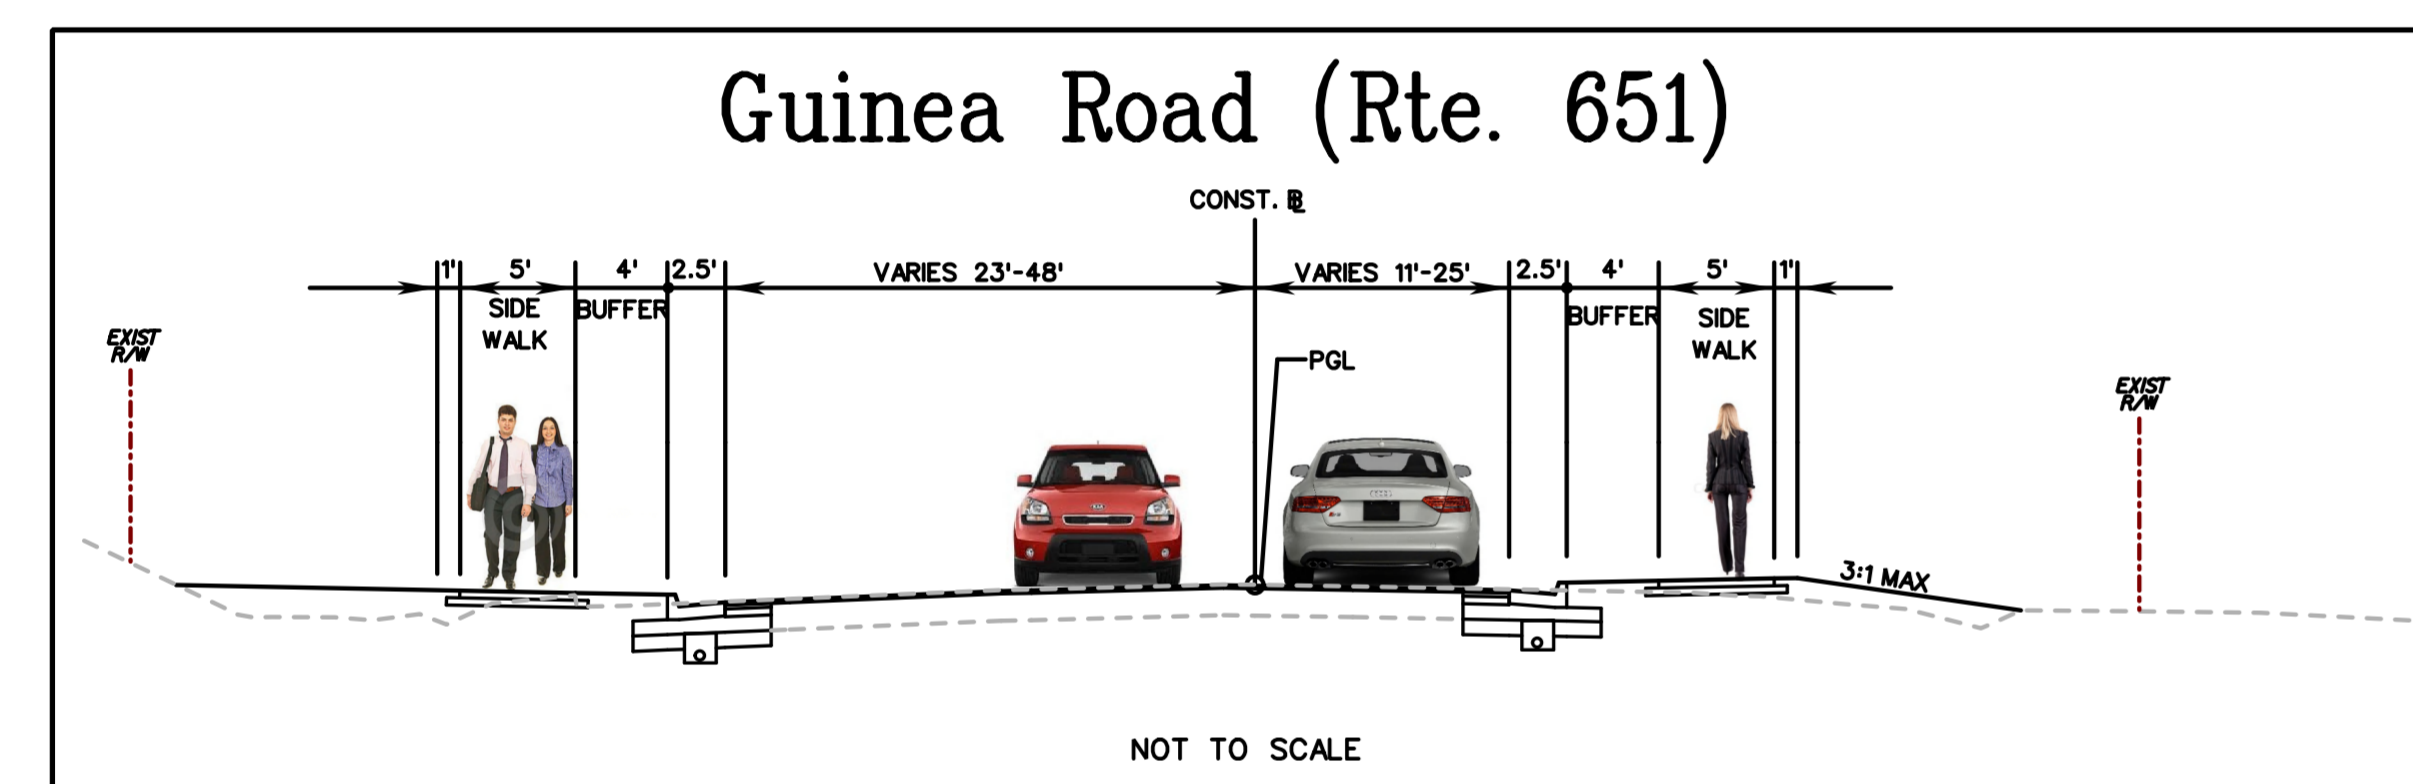 Guinea Road (Rte. 651)
CONST. BL
1' 5' 4' 2.5' VARIES 23'-48' VARIES 11'-25' 2.5' 4' 5' 1'
SIDE
WALK
BUFFER
BUFFER
SIDE
WALK
EXIST
R/W
PGL
EXIST
R/W
3:1 MAX
NOT TO SCALE